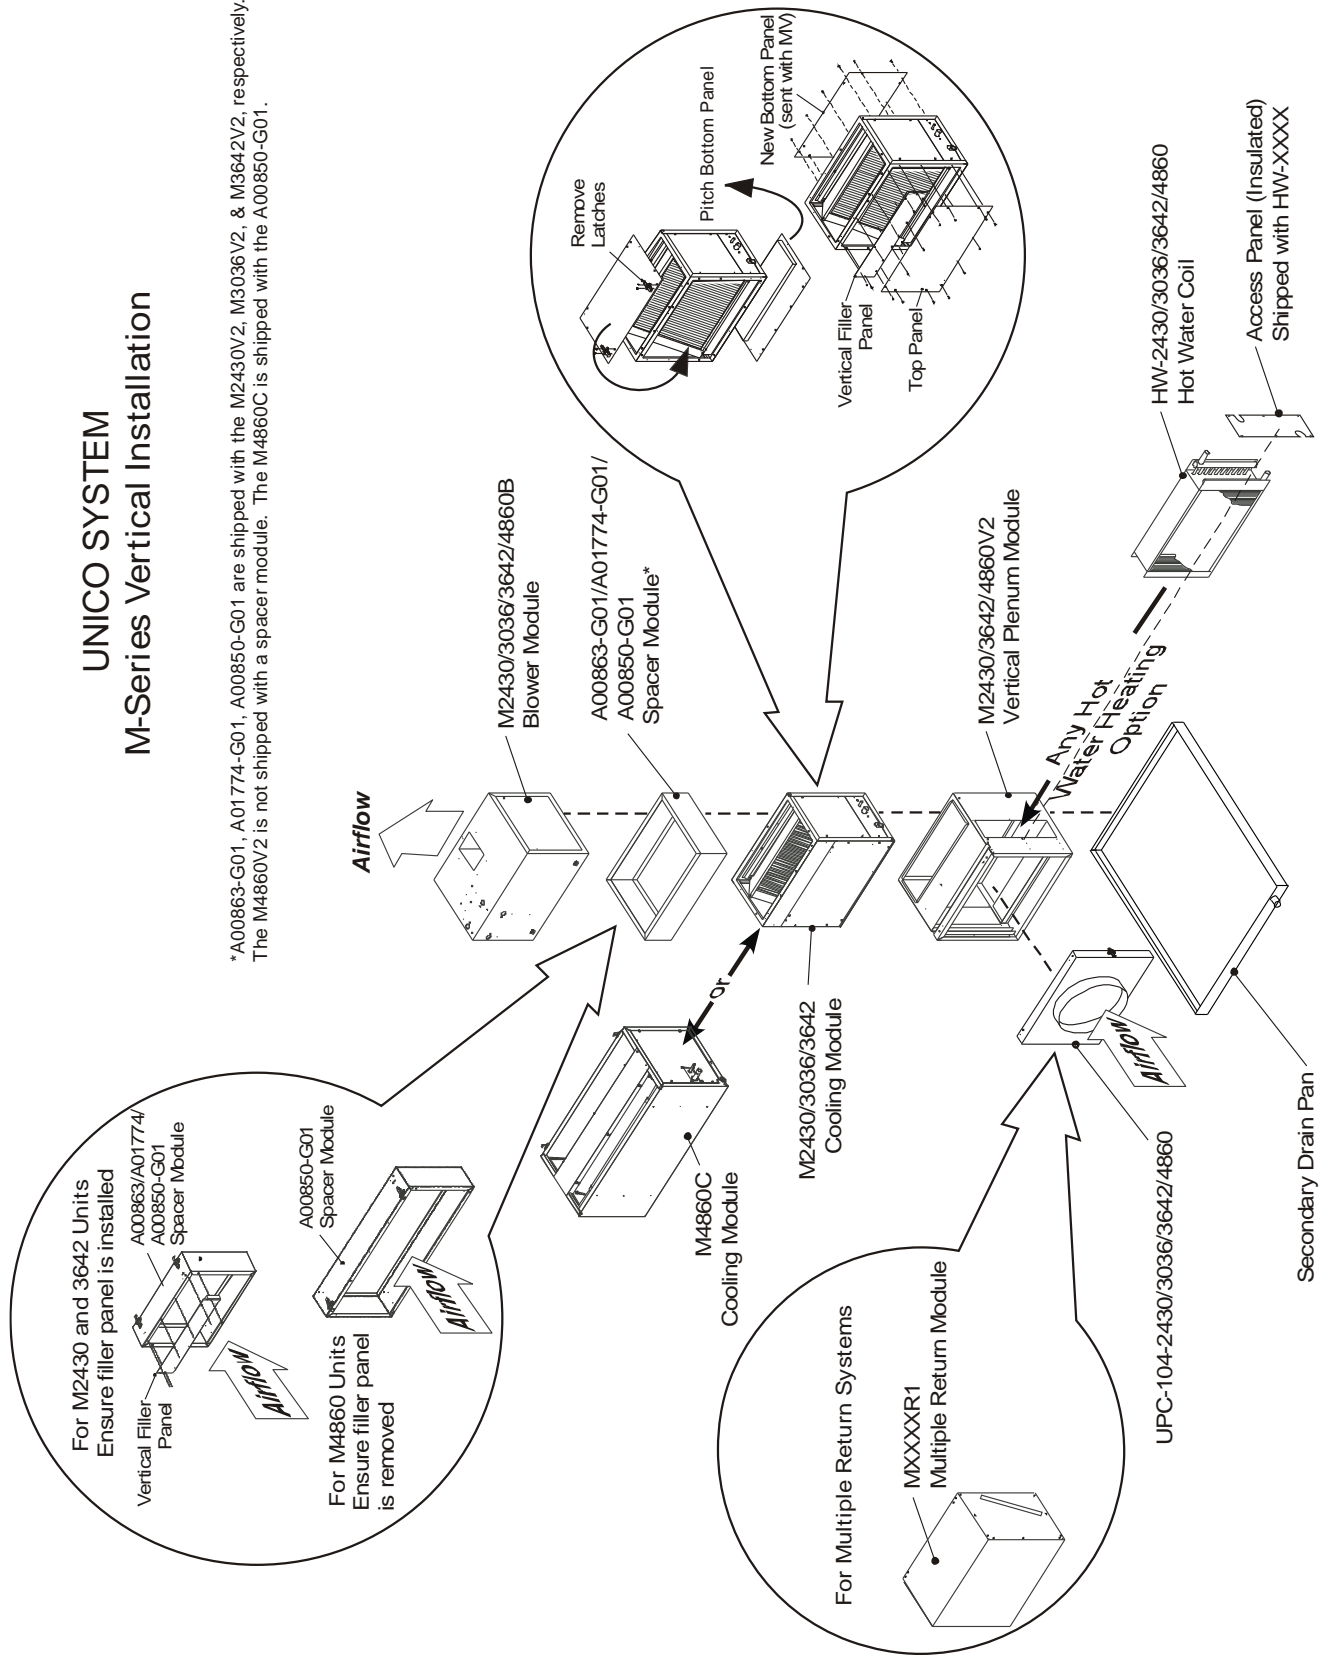 UNICO SYSTEM
M-Series Vertical Installation
*A00863-G01, A01774-G01, A00850-G01 are shipped with the M2430V2, M3036V2, & M3642V2, respectively.
The M4860V2 is not shipped with a spacer module. The M4860C is shipped with the A00850-G01.
For M2430 and 3642 Units
Ensure filler panel is installed
A00863/A01774/
A00850-G01
Spacer Module
Vertical Filler
Panel
Airflow
A00850-G01
Spacer Module
Airflow
For M4860 Units
Ensure filler panel
is removed
Airflow
M2430/3036/3642/4860B
Blower Module
A00863-G01/A01774-G01/
A00850-G01
Spacer Module*
Remove
Latches
Pitch Bottom Panel
New Bottom Panel
(sent with MV)
Vertical Filler
Panel
Top Panel
or
M4860C
Cooling Module
M2430/3036/3642
Cooling Module
M2430/3642/4860V2
Vertical Plenum Module
Any Hot
Water Heating
Option
HW-2430/3036/3642/4860
Hot Water Coil
Access Panel (Insulated)
Shipped with HW-XXXX
For Multiple Return Systems
MXXXXR1
Multiple Return Module
Airflow
UPC-104-2430/3036/3642/4860
Secondary Drain Pan